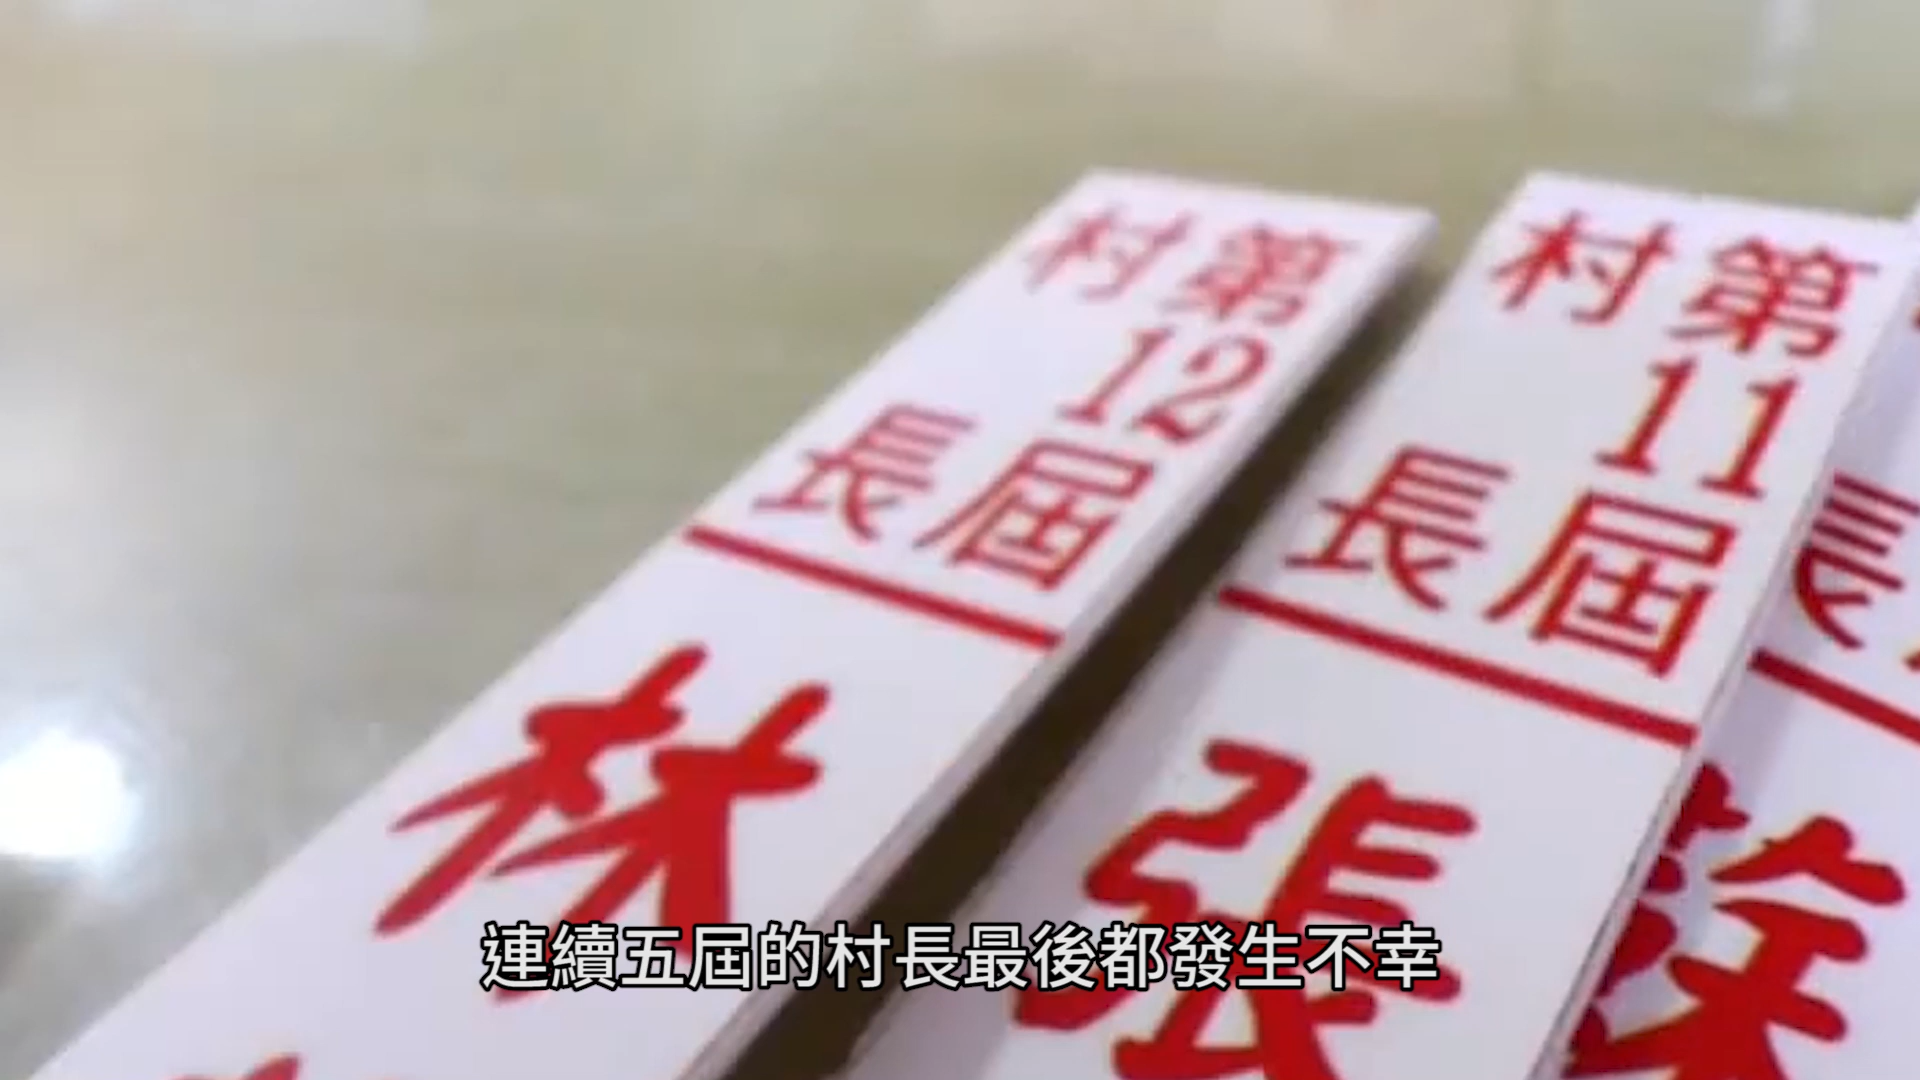 第12屆
村長
林
第11屆
村長
張
長
連續五屆的村長最後都發生不幸